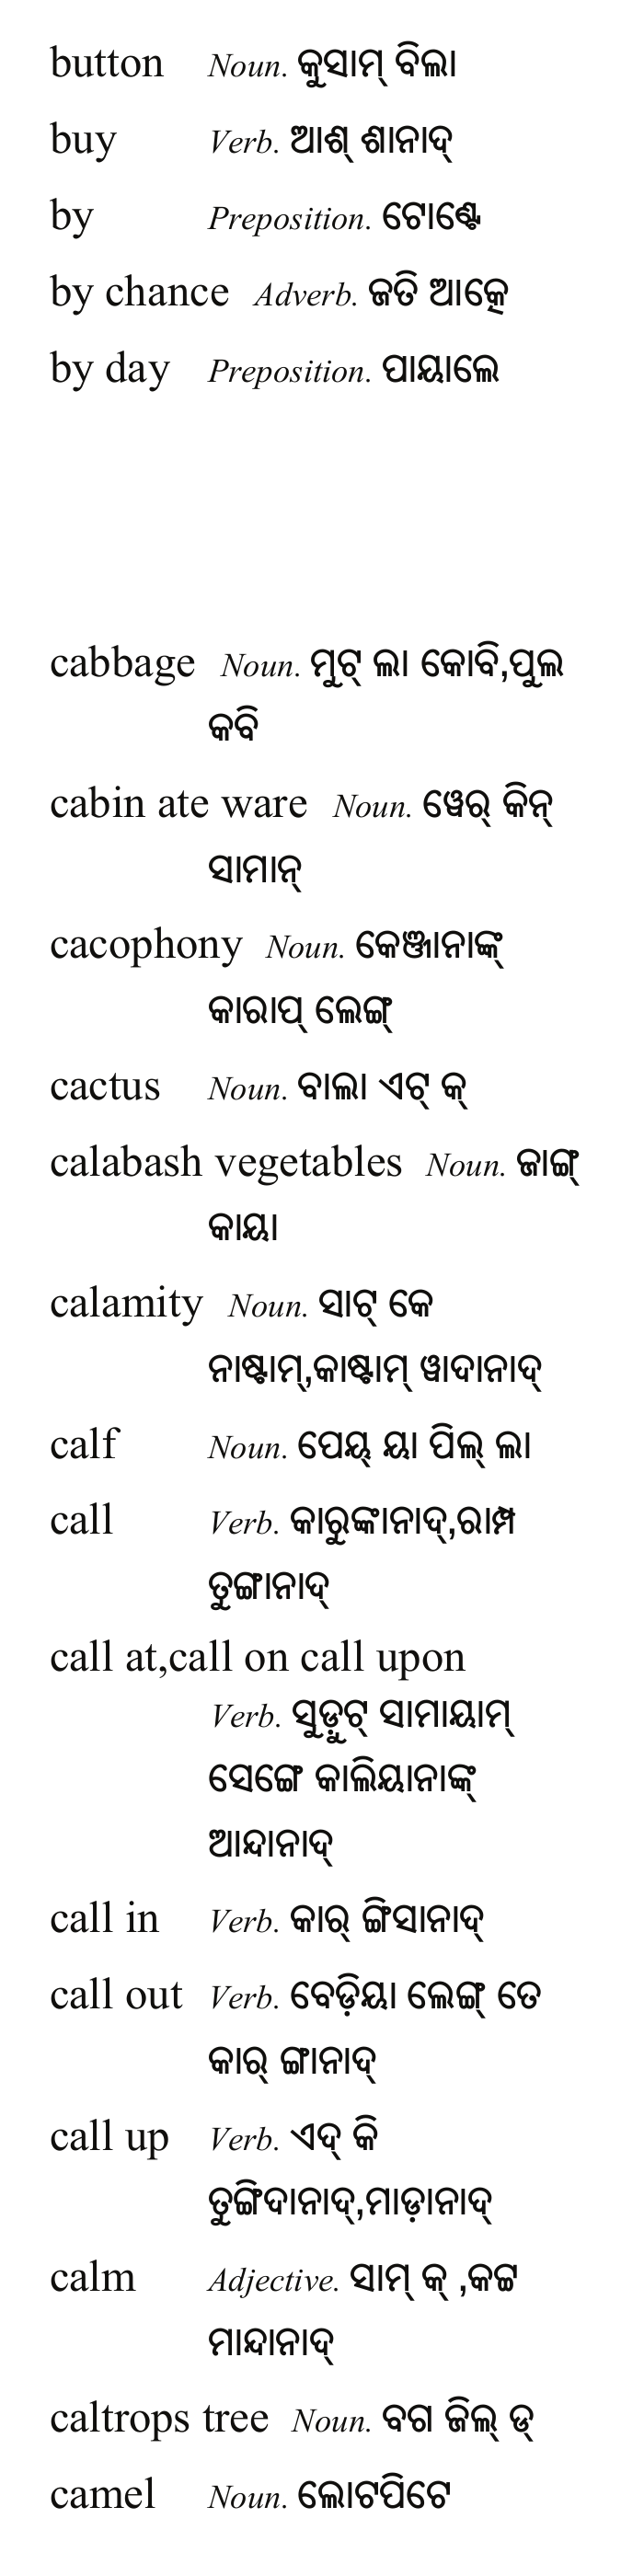 button Noun. କୁସାମ୍ ବିଲା
buy Verb. ଆଶ୍ ଶାନାଦ୍
by Preposition. ଟୋଣ୍ଟେ
by chance Adverb. ଜତି ଆତ୍କେ
by day Preposition. ପାୟାଲେ
cabbage Noun. ମୁଟ୍ ଲା କୋବି,ପୁଲ
କବି
cabin ate ware Noun. ୱେର୍ କିନ୍
ସାମାନ୍
cacophony Noun. କେଞ୍ଜାନାଙ୍କ୍
କାରାପ୍ ଲେଙ୍ଗ୍
cactus Noun. ବାଲା ଏଟ୍ କ୍
calabash vegetables Noun. ଜାଙ୍ଗ୍
କାୟା
calamity Noun. ସାଟ୍ କେ
ନାଷ୍ଟାମ୍,କାଷ୍ଟାମ୍ ୱାଦାନାଦ୍
calf Noun. ପେୟ୍ ୟା ପିଲ୍ ଲା
call Verb. କାରୁଙ୍କାନାଦ୍,ରାମ୍ପ
ତୁଙ୍ଗାନାଦ୍
call at,call on call upon
Verb. ସୁଡ଼ୁଟ୍ ସାମାୟାମ୍
ସେଙ୍ଗେ କାଲିୟାନାଙ୍କ୍
ଆନ୍ଦାନାଦ୍
call in Verb. କାର୍ ଙ୍ଗିସାନାଦ୍
call out Verb. ବେଡ଼ିୟା ଲେଙ୍ଗ୍ ତେ
କାର୍ ଙ୍ଗାନାଦ୍
call up Verb. ଏଦ୍ କି
ତୁଙ୍ଗିଦାନାଦ୍,ମାଡ଼ାନାଦ୍
calm Adjective. ସାମ୍ କ୍ ,କଟ୍ଟ
ମାନ୍ଦାନାଦ୍
caltrops tree Noun. ବଗ ଜିଲ୍ ଡ୍
camel Noun. ଲୋଟପିଟେ